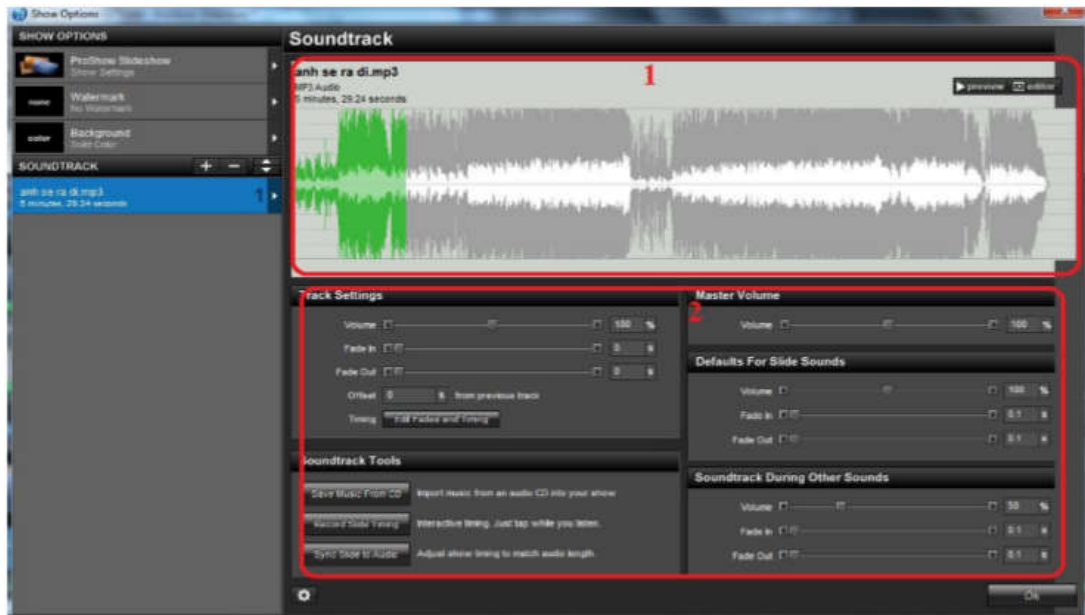 Show Options
SHOW OPTIONS
ProShow Slideshow
Show Settings
none
Watermark
No Watermark
color
Background
Solid Color
SOUNDTRACK
anh se ra di.mp3
5 minutes, 29.24 seconds
1
Soundtrack
anh se ra di.mp3
MP3 Audio
5 minutes, 29.24 seconds
1
preview
editor
Track Settings
Volume 100 %
Fade In 0 s
Fade Out 0 s
Offset 0 s from previous track
Timing Edit Fades and Timing
Soundtrack Tools
Save Music From CD Import music from an audio CD into your show
Record Slide Timing Interactive timing. Just tap while you listen.
Sync Slide to Audio Adjust show timing to match audio length.
2
Master Volume
Volume 100 %
Defaults For Slide Sounds
Volume 100 %
Fade In 0.1 s
Fade Out 0.1 s
Soundtrack During Other Sounds
Volume 50 %
Fade In 0.1 s
Fade Out 0.1 s
Ok